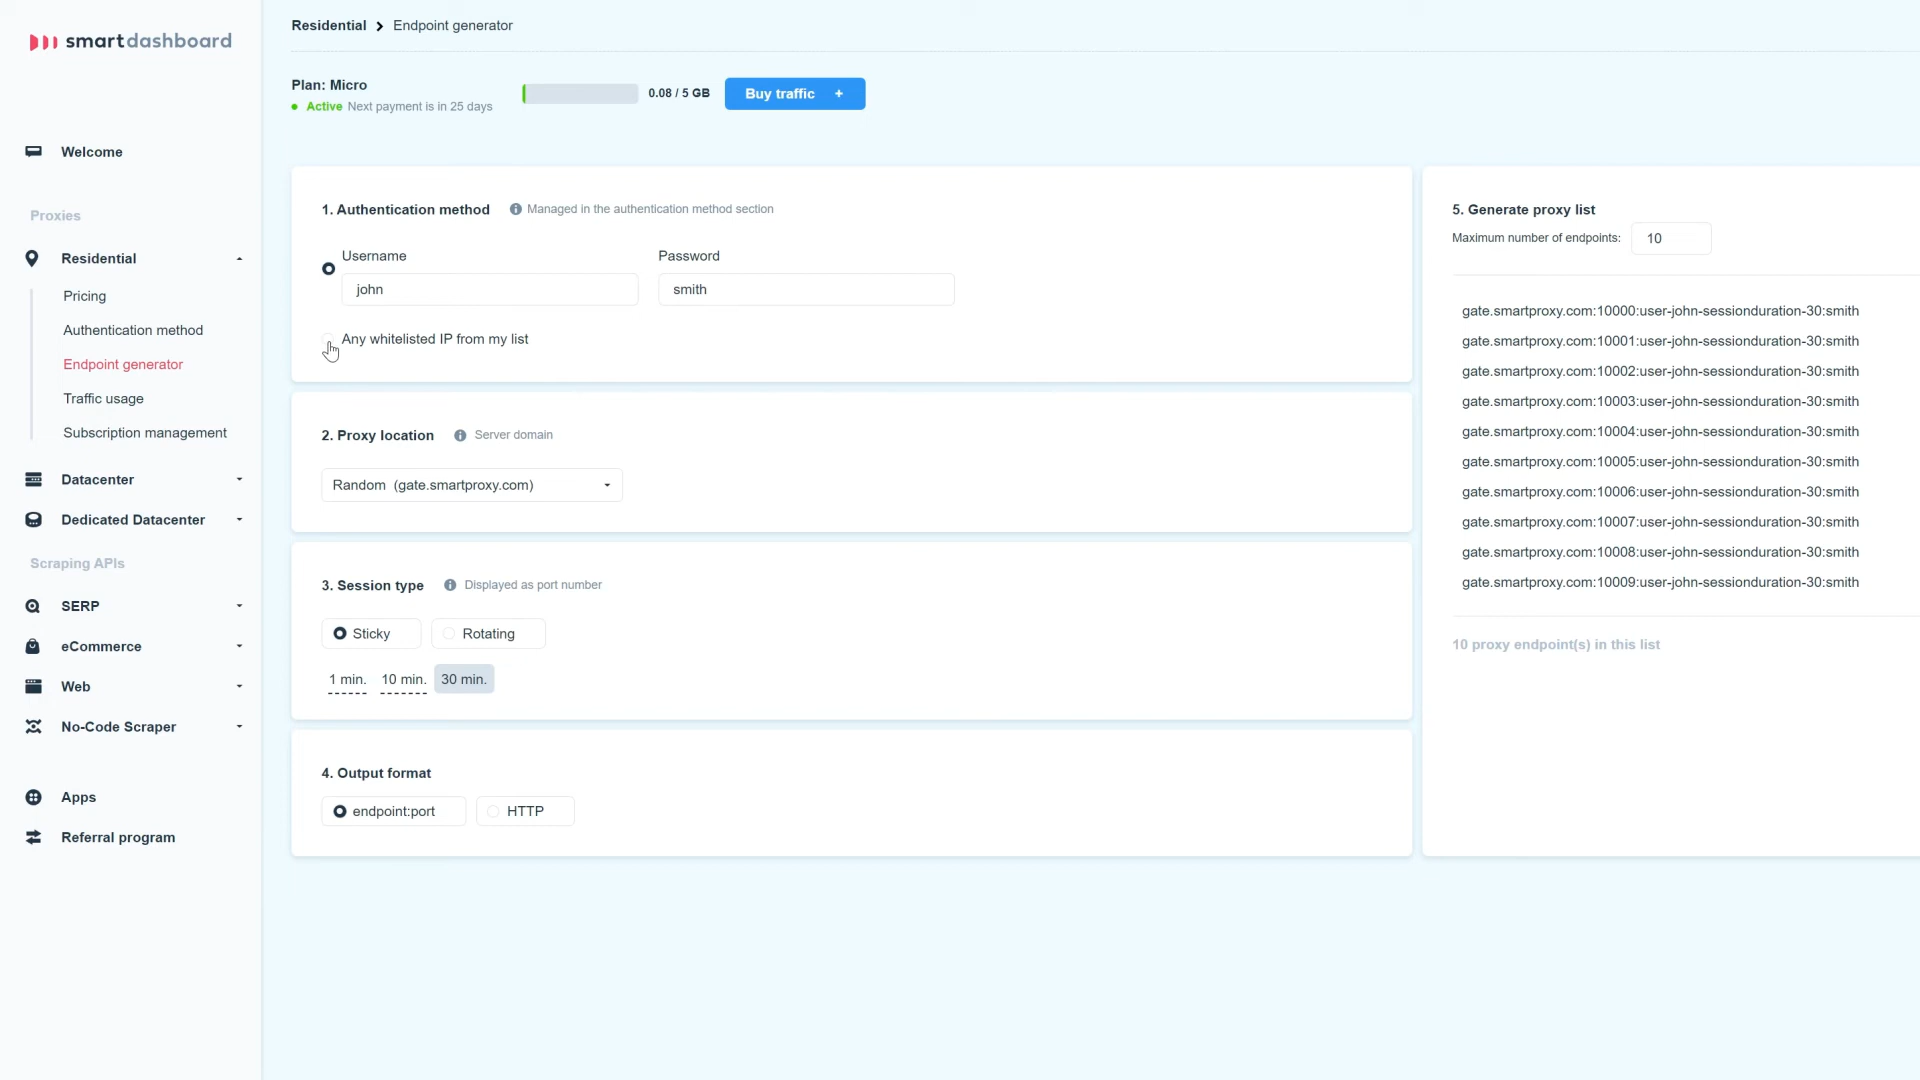 smartdashboard
Welcome
Proxies
Residential
Pricing
Authentication method
Endpoint generator
Traffic usage
Subscription management
Datacenter
Dedicated Datacenter
Scraping APIs
SERP
eCommerce
Web
No-Code Scraper
Apps
Referral program
Residential > Endpoint generator
Plan: Micro
Active Next payment is in 25 days
0.08 / 5 GB
Buy traffic +
1. Authentication method
Managed in the authentication method section
Username
Password
john
smith
Any whitelisted IP from my list
2. Proxy location
Server domain
Random (gate.smartproxy.com)
3. Session type
Displayed as port number
Sticky
Rotating
1 min.
10 min.
30 min.
4. Output format
endpoint:port
HTTP
5. Generate proxy list
Maximum number of endpoints: 10
gate.smartproxy.com:10000:user-john-sessionduration-30:smith
gate.smartproxy.com:10001:user-john-sessionduration-30:smith
gate.smartproxy.com:10002:user-john-sessionduration-30:smith
gate.smartproxy.com:10003:user-john-sessionduration-30:smith
gate.smartproxy.com:10004:user-john-sessionduration-30:smith
gate.smartproxy.com:10005:user-john-sessionduration-30:smith
gate.smartproxy.com:10006:user-john-sessionduration-30:smith
gate.smartproxy.com:10007:user-john-sessionduration-30:smith
gate.smartproxy.com:10008:user-john-sessionduration-30:smith
gate.smartproxy.com:10009:user-john-sessionduration-30:smith
10 proxy endpoint(s) in this list